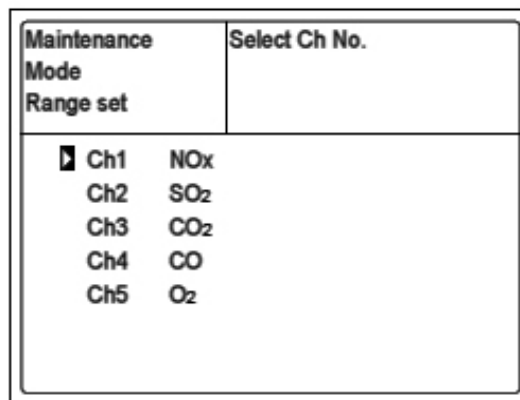 Maintenance
Mode
Range set
Select Ch No.
Ch1 NOx
Ch2 SO2
Ch3 CO2
Ch4 CO
Ch5 O2